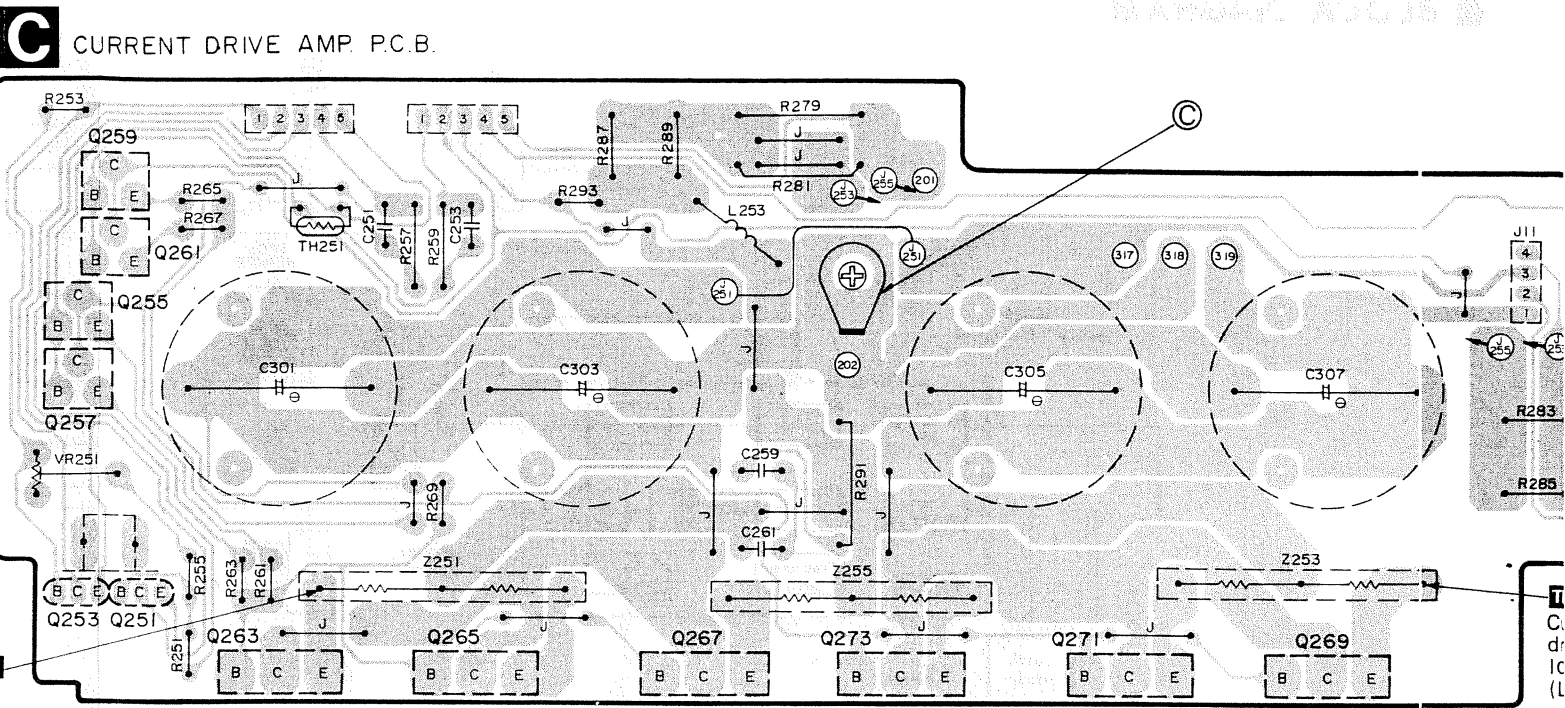 C CURRENT DRIVE AMP. P.C.B.
R253
1 2 3 4 5
1 2 3 4 5
R279
J
J
R281
R287
R289
C
Q259
C
B E
R265
R267
J
TH251
C251
R257
R259
C253
R293
J
L253
J 253
J 255
201
Q261
C
B E
J 251
J 251
317
318
319
J11
4
3
2
1
J
Q255
C
B E
J 255
202
J
Q257
C
B E
C301
⊖
C303
⊖
C305
⊖
C307
⊖
R283
R285
VR251
J
R269
J
C259
J
C261
R291
J
B C E
B C E
Q253
Q251
R255
R263
R261
R251
Z251
Z255
Z253
J
J
J
J
Q263
Q265
Q267
Q273
Q271
Q269
B C E
B C E
B C E
B C E
B C E
B C E